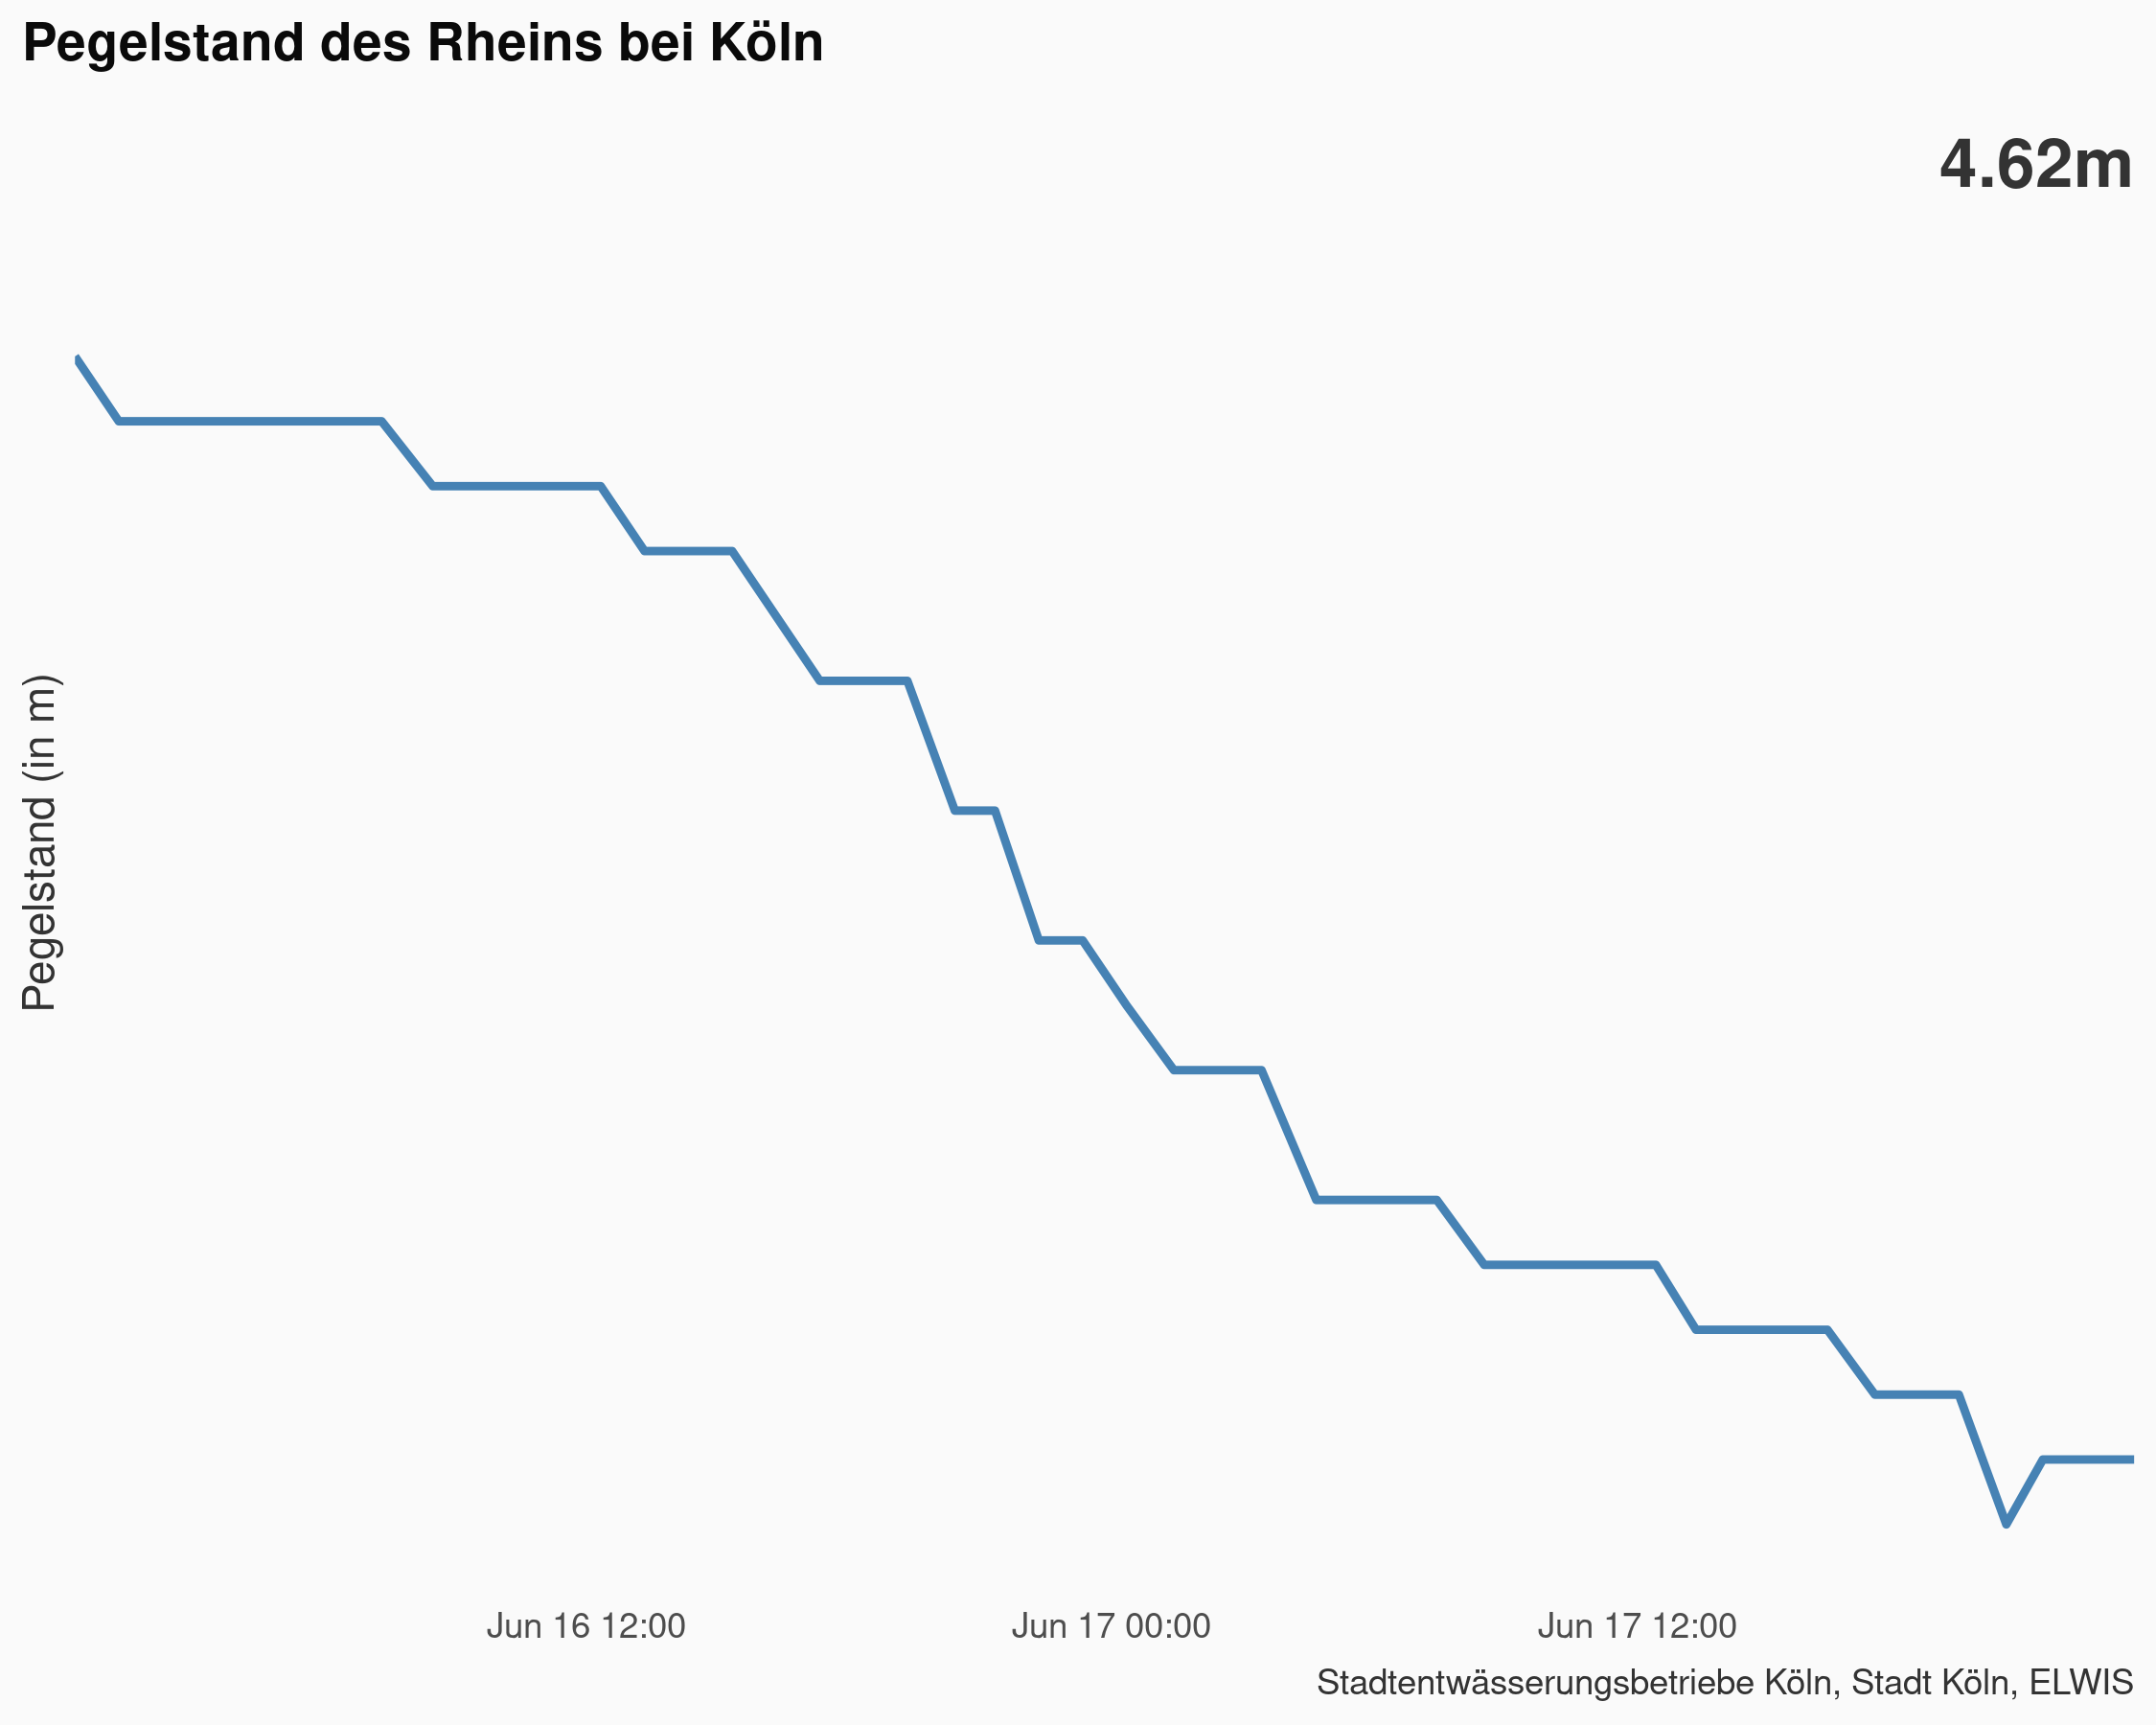 Pegelstand des Rheins bei Köln
4.62m
Pegelstand (in m)
Jun 16 12:00
Jun 17 00:00
Jun 17 12:00
Stadtentwässerungsbetriebe Köln, Stadt Köln, ELWIS